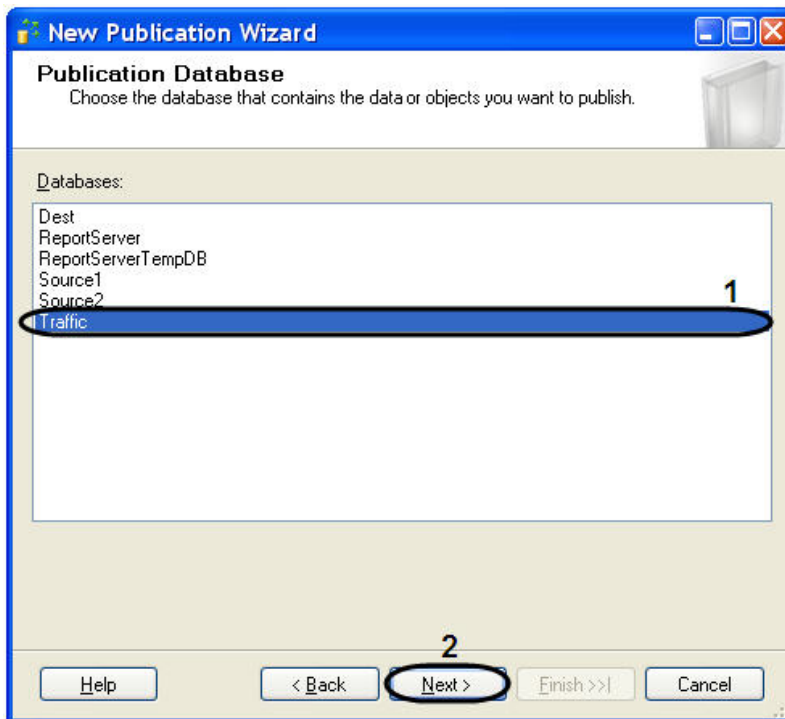 New Publication Wizard
Publication Database
Choose the database that contains the data or objects you want to publish.
Databases:
Dest
ReportServer
ReportServerTempDB
Source1
Source2
1
Traffic
2
Help
< Back
Next >
Finish >>|
Cancel